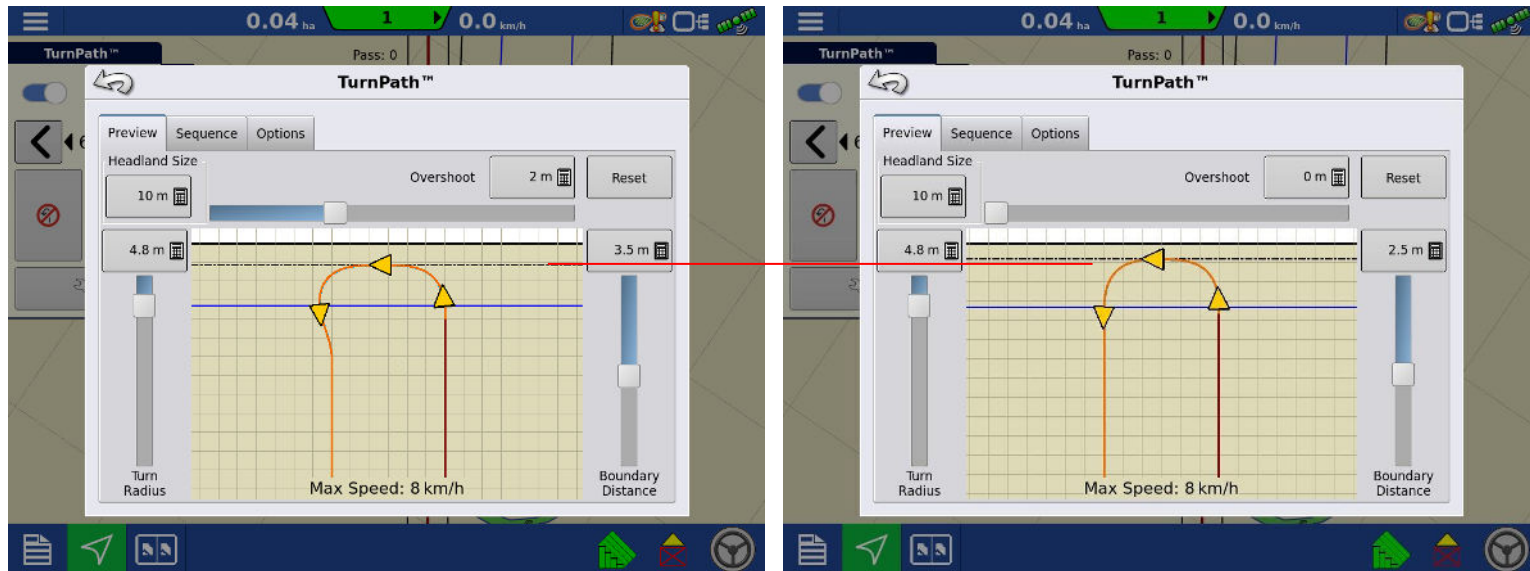 0.04 ha 1 0.0 km/h
TurnPath™
Pass: 0
TurnPath™
Preview Sequence Options
Headland Size
10 m
Overshoot 2 m Reset
4.8 m 3.5 m
Turn
Radius
Max Speed: 8 km/h
Boundary
Distance
0.04 ha 1 0.0 km/h
TurnPath™
Pass: 0
TurnPath™
Preview Sequence Options
Headland Size
10 m
Overshoot 0 m Reset
4.8 m 2.5 m
Turn
Radius
Max Speed: 8 km/h
Boundary
Distance